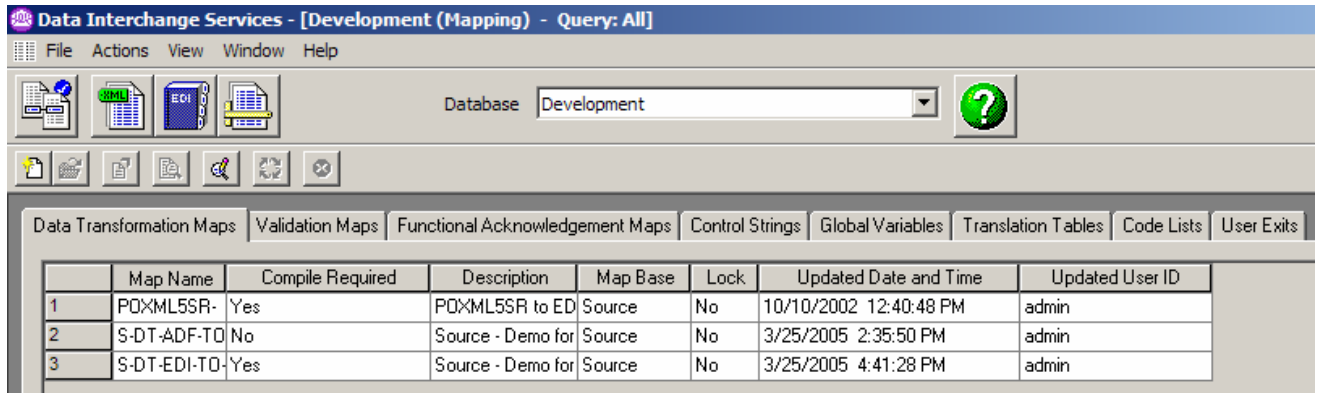 Data Interchange Services - [Development (Mapping) - Query: All]
File Actions View Window Help
XML EDI Database Development ?
Data Transformation Maps Validation Maps Functional Acknowledgement Maps Control Strings Global Variables Translation Tables Code Lists User Exits
Map Name Compile Required Description Map Base Lock Updated Date and Time Updated User ID
1 POXML5SR- Yes POXML5SR to ED Source No 10/10/2002 12:40:48 PM admin
2 S-DT-ADF-TO No Source - Demo for Source No 3/25/2005 2:35:50 PM admin
3 S-DT-EDI-TO- Yes Source - Demo for Source No 3/25/2005 4:41:28 PM admin